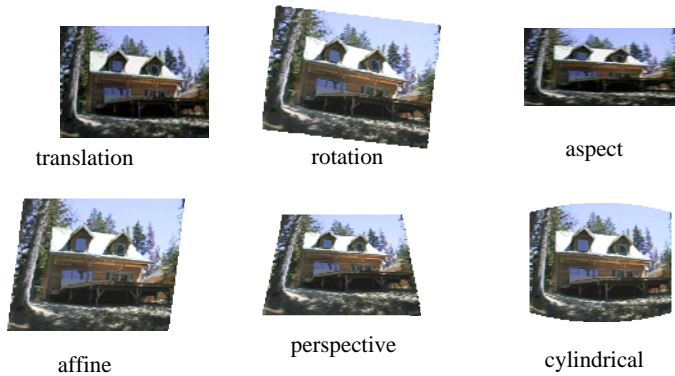 translation
rotation
aspect
affine
perspective
cylindrical